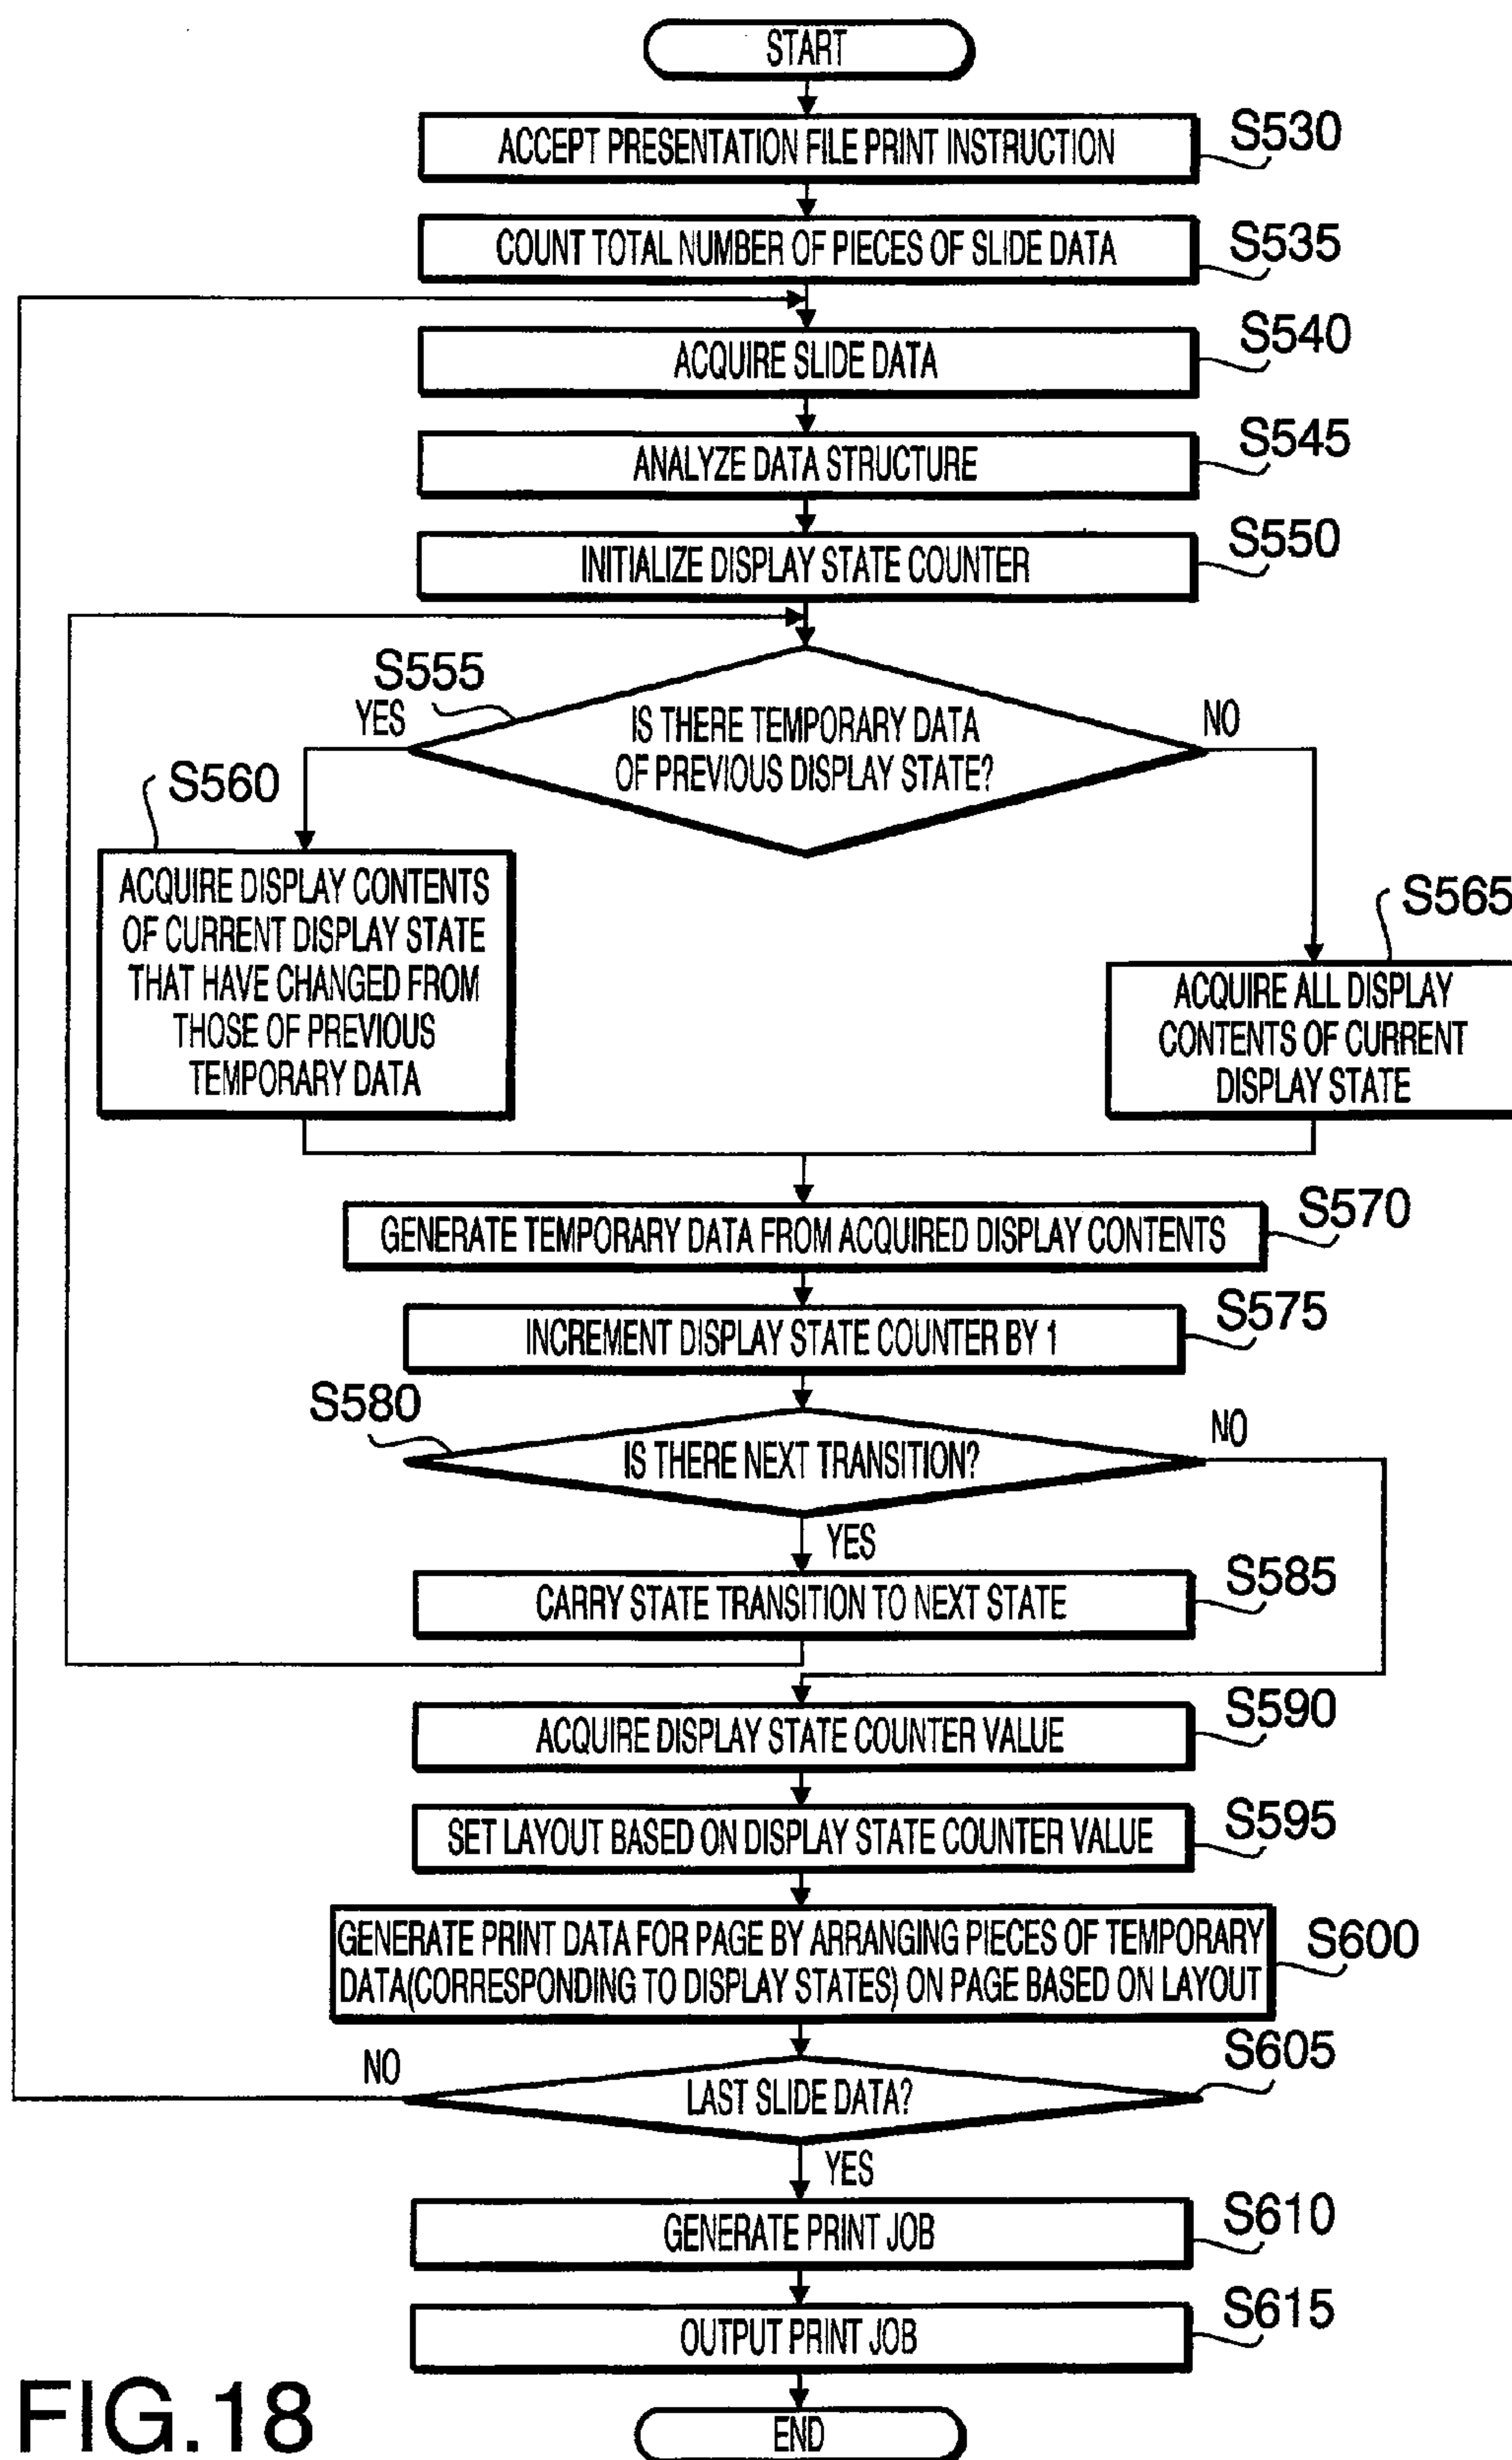 START
ACCEPT PRESENTATION FILE PRINT INSTRUCTION
S530
COUNT TOTAL NUMBER OF PIECES OF SLIDE DATA
S535
ACQUIRE SLIDE DATA
S540
ANALYZE DATA STRUCTURE
S545
INITIALIZE DISPLAY STATE COUNTER
S550
S555
YES
IS THERE TEMPORARY DATA
OF PREVIOUS DISPLAY STATE?
NO
S560
ACQUIRE DISPLAY CONTENTS
OF CURRENT DISPLAY STATE
THAT HAVE CHANGED FROM
THOSE OF PREVIOUS
TEMPORARY DATA
S565
ACQUIRE ALL DISPLAY
CONTENTS OF CURRENT
DISPLAY STATE
GENERATE TEMPORARY DATA FROM ACQUIRED DISPLAY CONTENTS
S570
INCREMENT DISPLAY STATE COUNTER BY 1
S575
S580
IS THERE NEXT TRANSITION?
NO
YES
CARRY STATE TRANSITION TO NEXT STATE
S585
ACQUIRE DISPLAY STATE COUNTER VALUE
S590
SET LAYOUT BASED ON DISPLAY STATE COUNTER VALUE
S595
GENERATE PRINT DATA FOR PAGE BY ARRANGING PIECES OF TEMPORARY
DATA(CORRESPONDING TO DISPLAY STATES) ON PAGE BASED ON LAYOUT
S600
NO
LAST SLIDE DATA?
S605
YES
GENERATE PRINT JOB
S610
OUTPUT PRINT JOB
S615
END
FIG.18